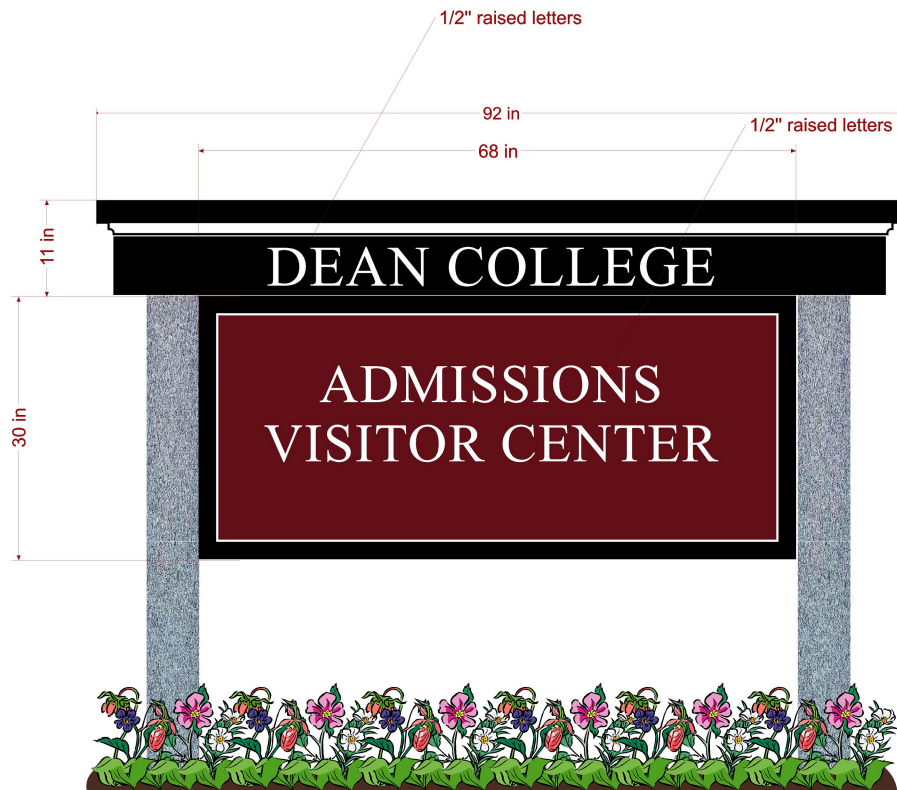 1/2" raised letters
92 in
1/2" raised letters
68 in
11 in
DEAN COLLEGE
30 in
ADMISSIONS
VISITOR CENTER